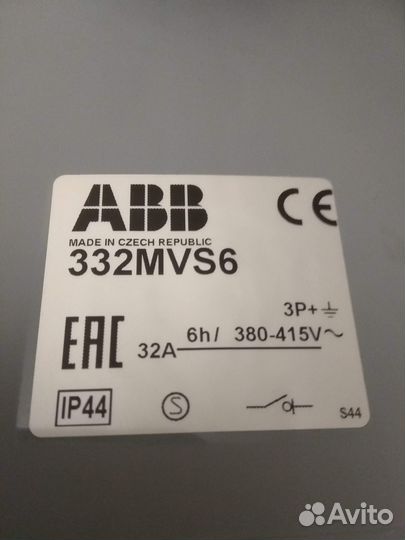 ABB
CE
MADE IN CZECH REPUBLIC
332MVS6
3P+
EAC
32A 6h/ 380-415V~
IP44
S
S44
Avito